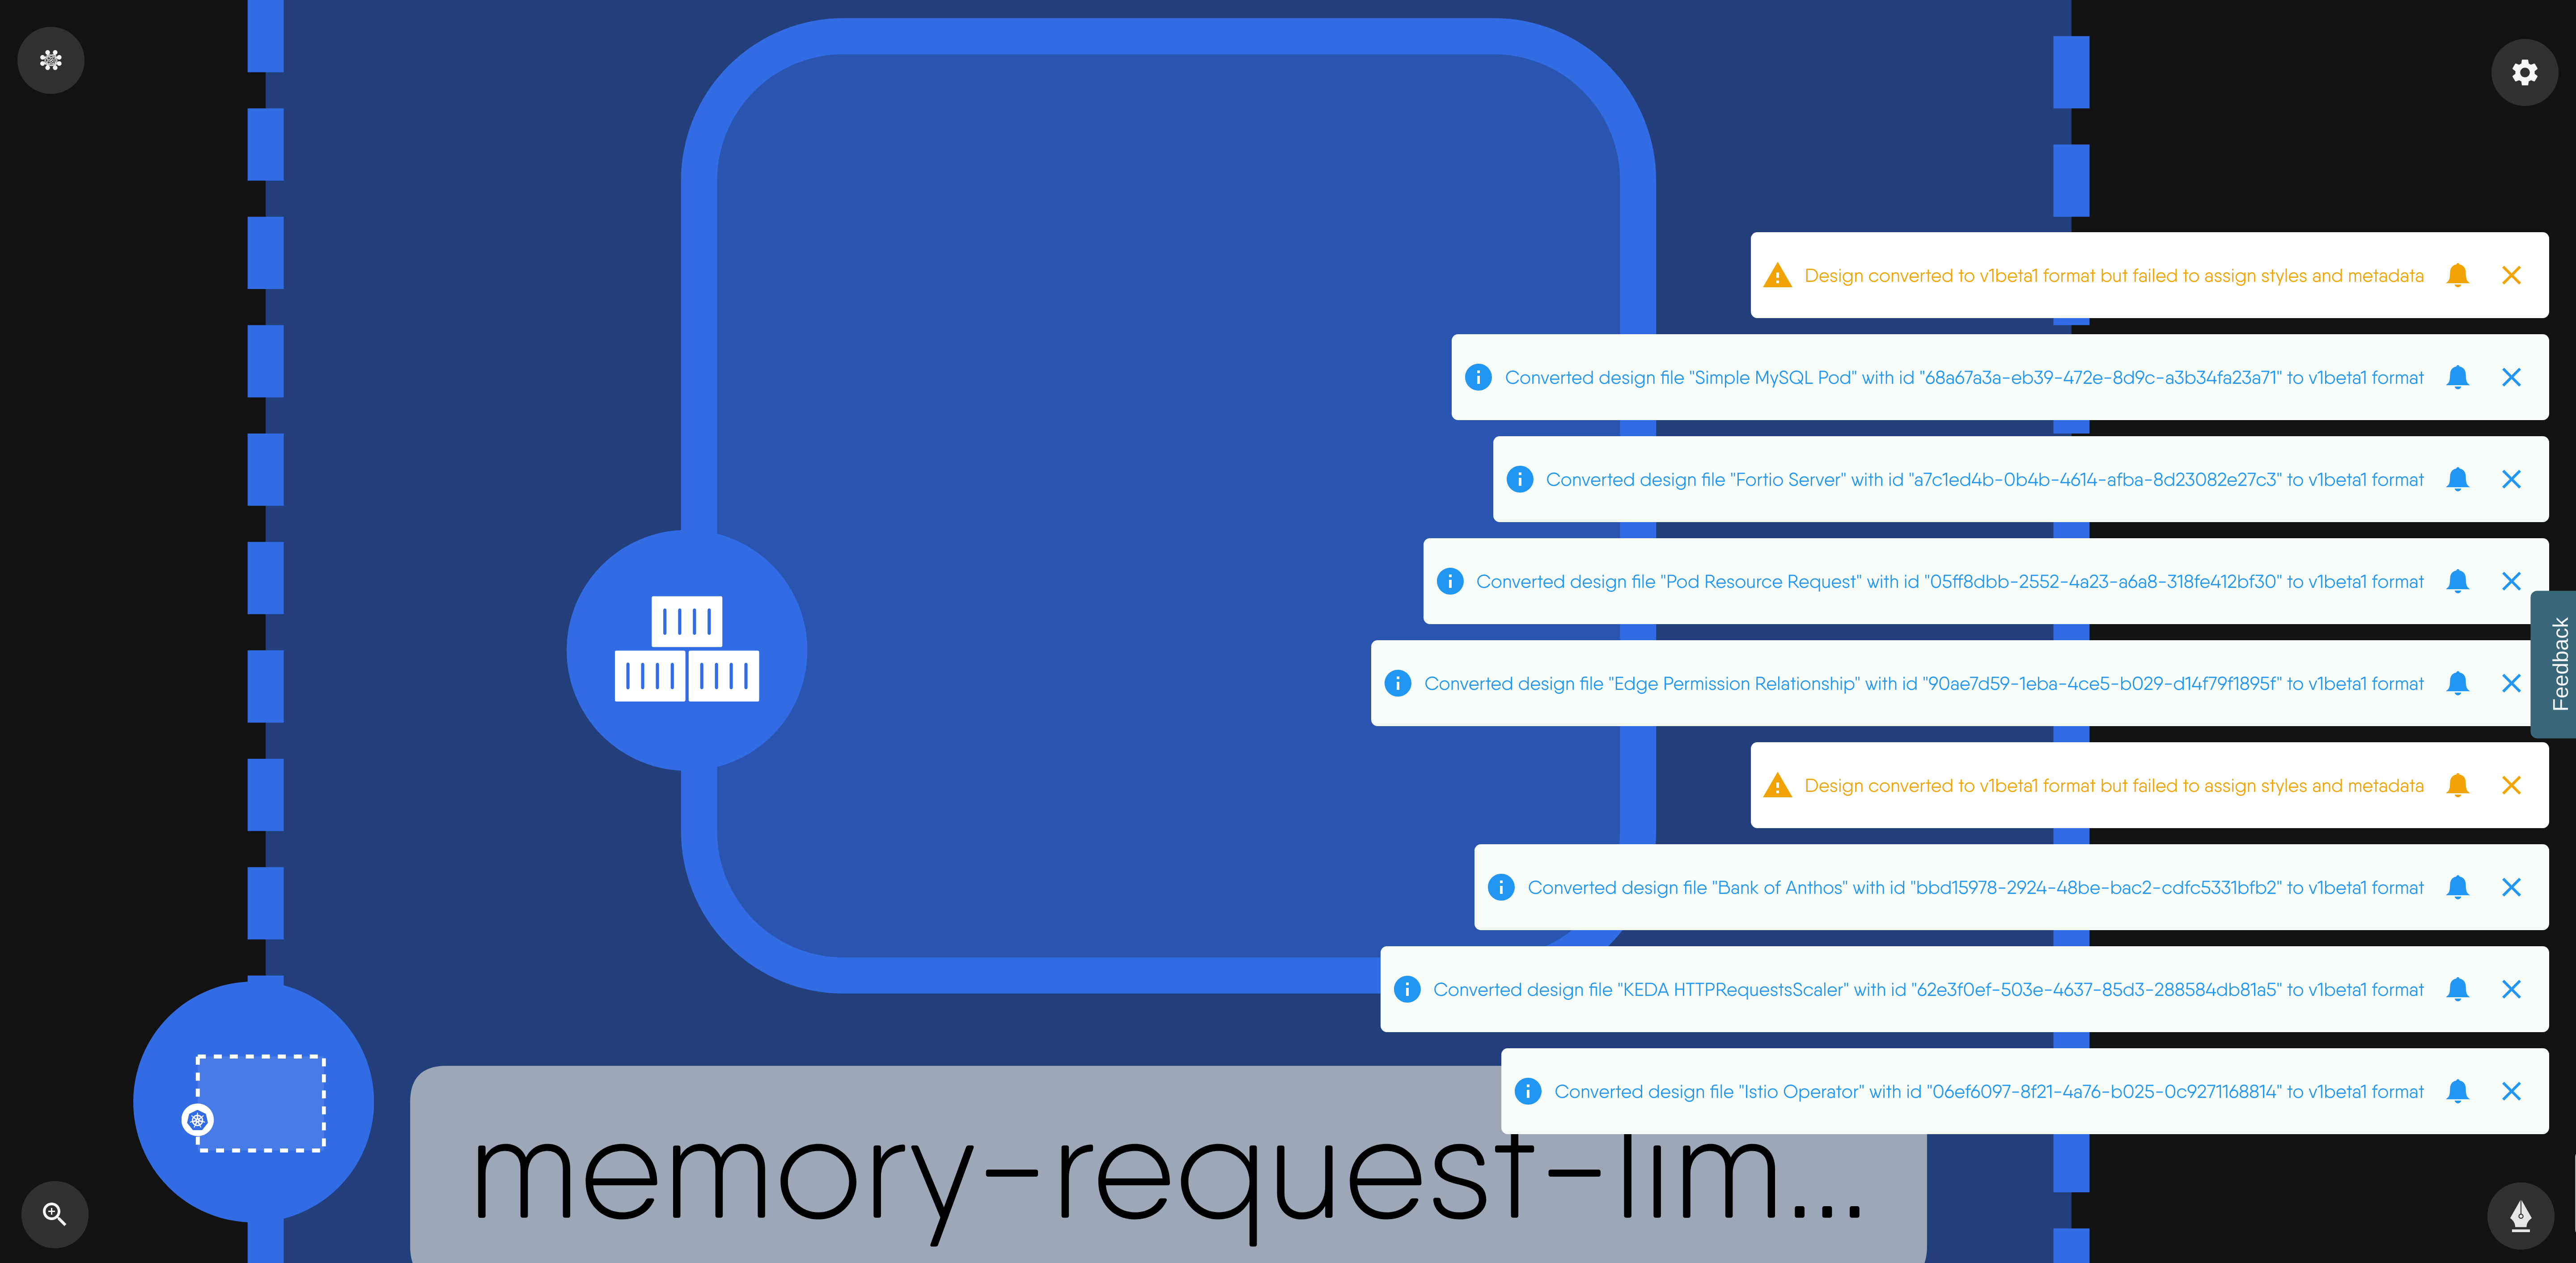 Design converted to v1beta1 format but failed to assign styles and metadata
Converted design file "Simple MySQL Pod" with id "68a67a3a-eb39-472e-8d9c-a3b34fa23a71" to v1beta1 format
Converted design file "Fortio Server" with id "a7c1ed4b-0b4b-4614-afba-8d23082e27c3" to v1beta1 format
Converted design file "Pod Resource Request" with id "05ff8dbb-2552-4a23-a6a8-318fe412bf30" to v1beta1 format
Converted design file "Edge Permission Relationship" with id "90ae7d59-1eba-4ce5-b029-d14f79f1895f" to v1beta1 format
Feedback
Design converted to v1beta1 format but failed to assign styles and metadata
Converted design file "Bank of Anthos" with id "bbd15978-2924-48be-bac2-cdfc5331bfb2" to v1beta1 format
Converted design file "KEDA HTTPRequestsScaler" with id "62e3f0ef-503e-4637-85d3-288584db81a5" to v1beta1 format
Converted design file "Istio Operator" with id "06ef6097-8f21-4a76-b025-0c9271168814" to v1beta1 format
memory-request-lim...